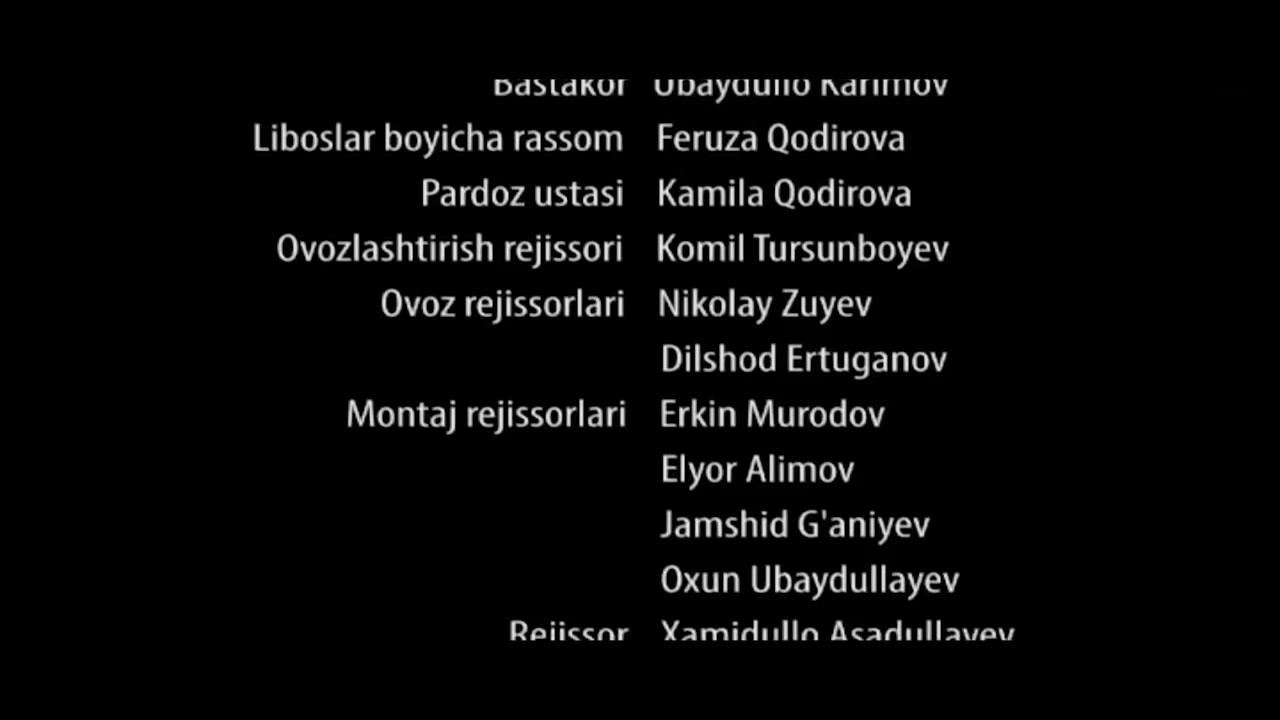 Bastakor Ubaydullo Karimov
Liboslar boyicha rassom Feruza Qodirova
Pardoz ustasi Kamila Qodirova
Ovozlashtirish rejissori Komil Tursunboyev
Ovoz rejissorlari Nikolay Zuyev
Dilshod Ertuganov
Montaj rejissorlari Erkin Murodov
Elyor Alimov
Jamshid G'aniyev
Oxun Ubaydullayev
Rejissor Xamidullo Asadullayev